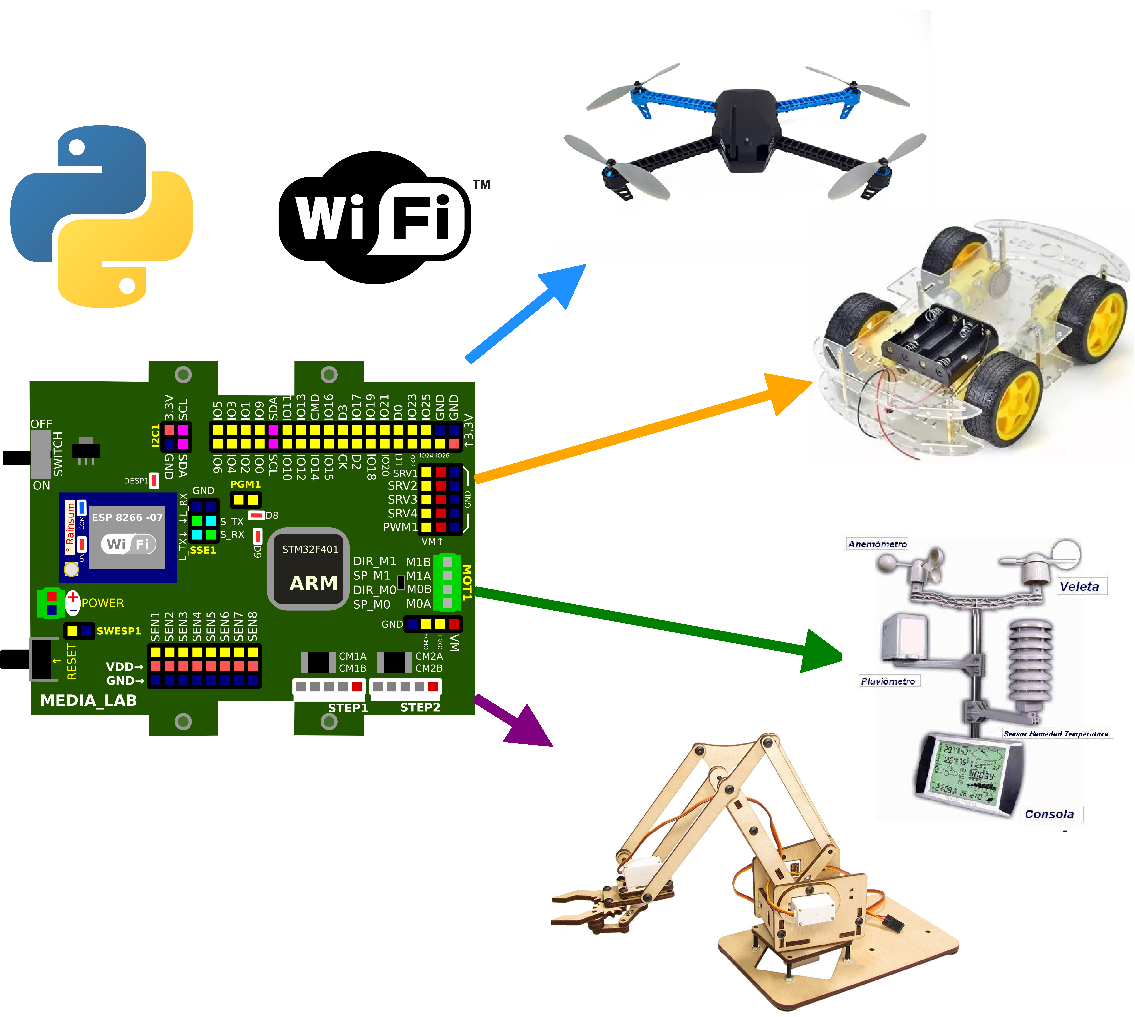 Wi Fi ™
3.3V
SCL
I2C1
GND
SDA
IO5
IO3
IO1
IO9
SDA
IO11
IO13
CMD
D3
IO17
IO19
IO21
D0
IO23
IO25
GND
GND
↑3.3V
IO6
IO4
IO2
IO0
SCL
IO10
IO12
IO14
IO15
CK
D2
IO18
IO20
IO24
IO26
OFF
SWITCH
ON
DESP1
GND
L_RX
PGM1
SRV1
SRV2
SRV3
SRV4
PWM1
GND
VM↑
Rainsun
ESP 8266 -07
Wi Fi
S_TX
S_RX
L_TX
SSE1
D8
D9
STM32F401
ARM
DIR_M1
SP_M1
DIR_M0
SP_M0
M1B
M1A
M0B
M0A
MOT1
POWER
GND
VM
SWESP1
RESET
↑
SEN1
SEN2
SEN3
SEN4
SEN5
SEN6
SEN7
SEN8
VDD→
GND→
CM1A
CM1B
CM2A
CM2B
MEDIA_LAB
STEP1
STEP2
Anemómetro
Veleta
Pluviómetro
Sensor Humedad Temperatura
Consola